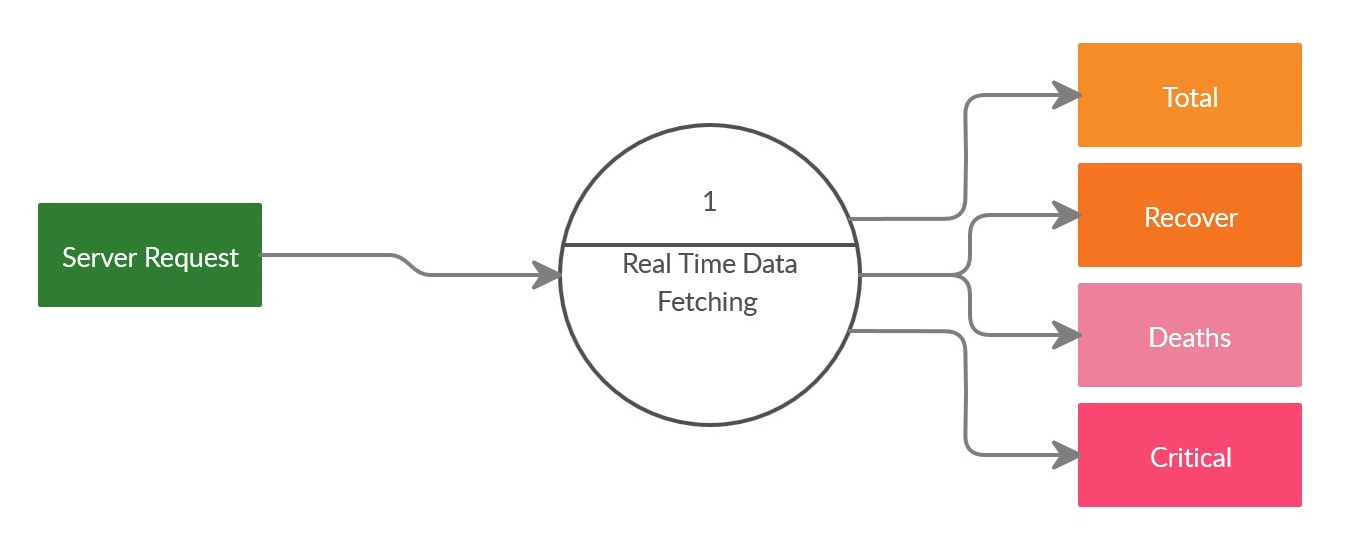 Server Request
1
Real Time Data
Fetching
Total
Recover
Deaths
Critical